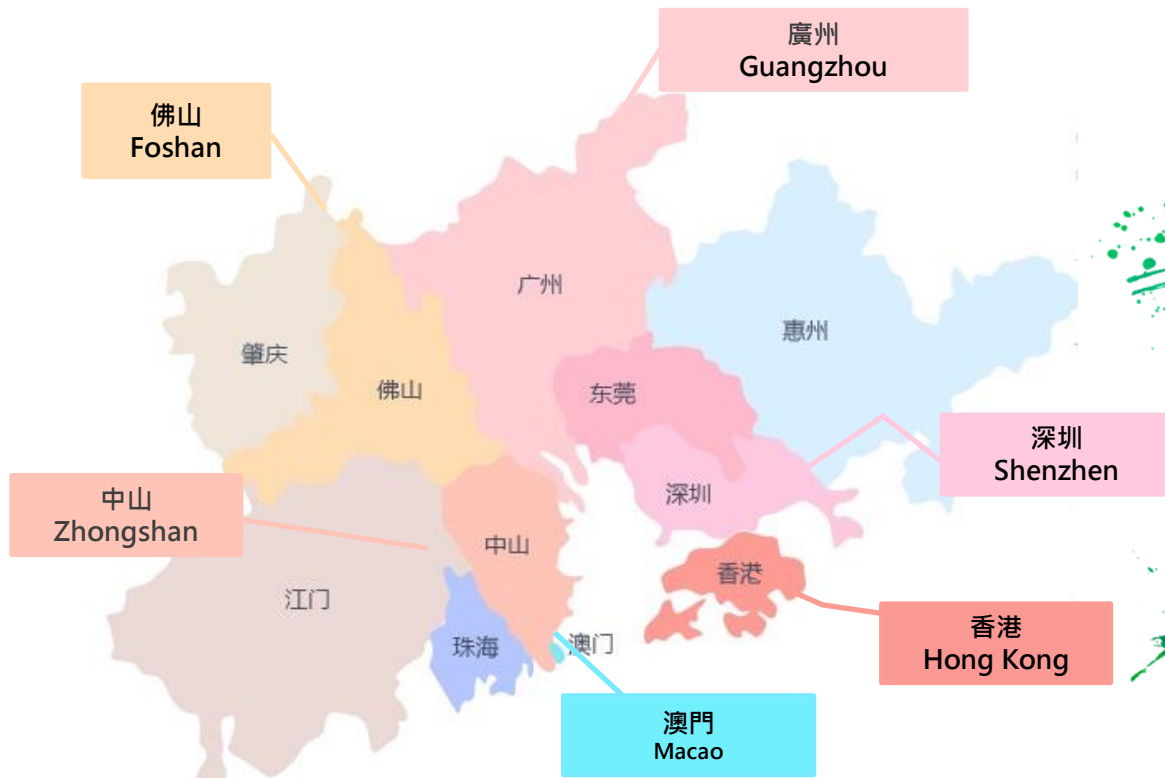 廣州
Guangzhou
佛山
Foshan
广州
惠州
肇庆
佛山
东莞
深圳
Shenzhen
深圳
中山
Zhongshan
中山
香港
江门
香港
Hong Kong
珠海
澳门
澳門
Macao